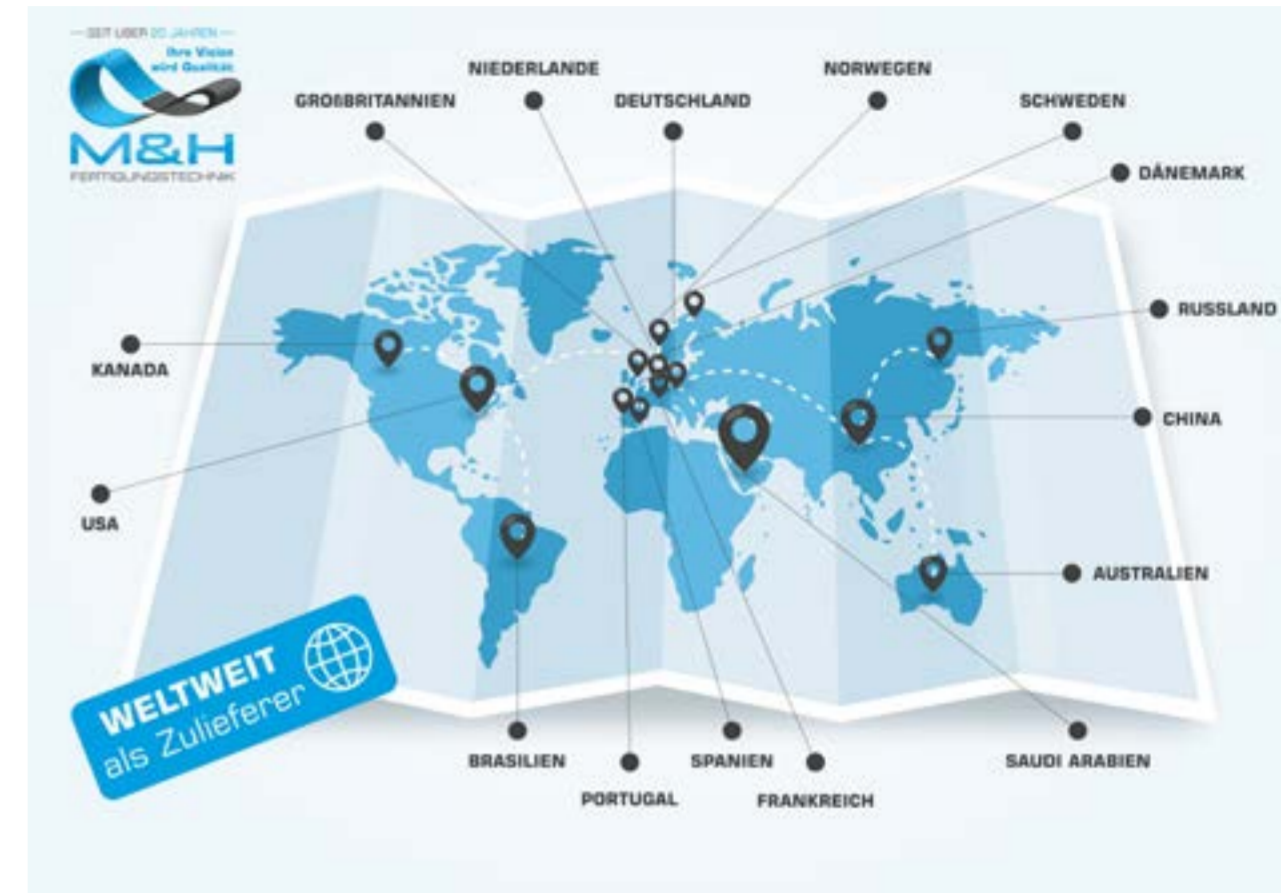 SEIT ÜBER 20 JAHREN
Ihre Vision
wird Qualität
M&H
FERTIGUNGSTECHNIK
NIEDERLANDE
NORWEGEN
GROßBRITANNIEN
DEUTSCHLAND
SCHWEDEN
DÄNEMARK
RUSSLAND
KANADA
CHINA
USA
AUSTRALIEN
WELTWEIT
als Zulieferer
BRASILIEN
SPANIEN
SAUDI ARABIEN
PORTUGAL
FRANKREICH